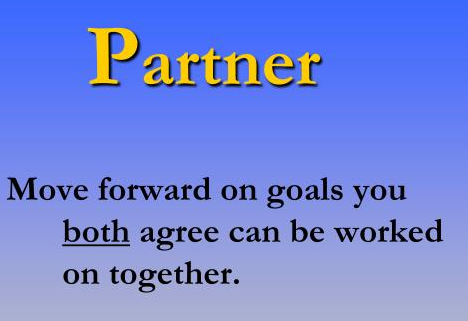 Partner
Move forward on goals you
both agree can be worked
on together.